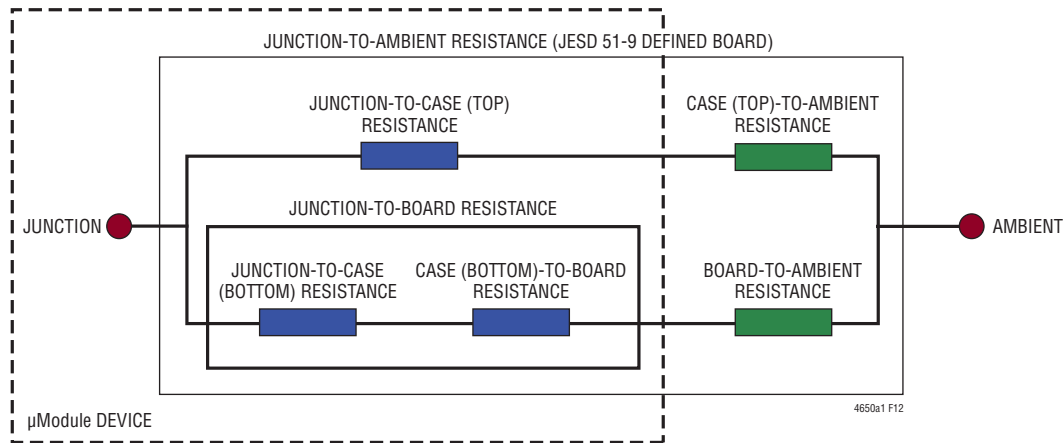 JUNCTION-TO-AMBIENT RESISTANCE (JESD 51-9 DEFINED BOARD)
JUNCTION-TO-CASE (TOP)
RESISTANCE
CASE (TOP)-TO-AMBIENT
RESISTANCE
JUNCTION
JUNCTION-TO-BOARD RESISTANCE
AMBIENT
JUNCTION-TO-CASE
(BOTTOM) RESISTANCE
CASE (BOTTOM)-TO-BOARD
RESISTANCE
BOARD-TO-AMBIENT
RESISTANCE
4650a1 F12
µModule DEVICE